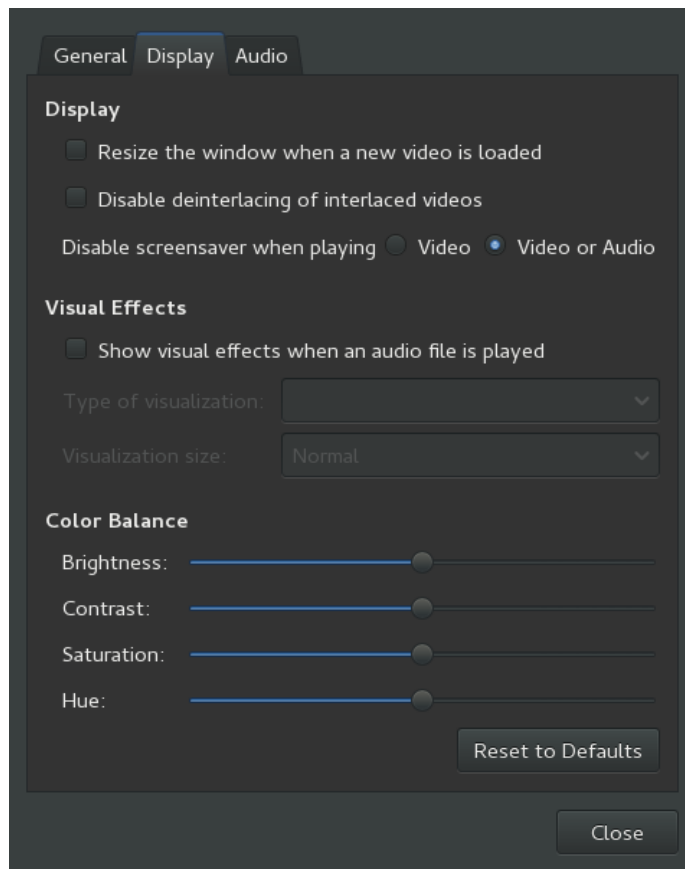 General Display Audio
Display
Resize the window when a new video is loaded
Disable deinterlacing of interlaced videos
Disable screensaver when playing Video Video or Audio
Visual Effects
Show visual effects when an audio file is played
Type of visualization:
Visualization size: Normal
Color Balance
Brightness:
Contrast:
Saturation:
Hue:
Reset to Defaults
Close